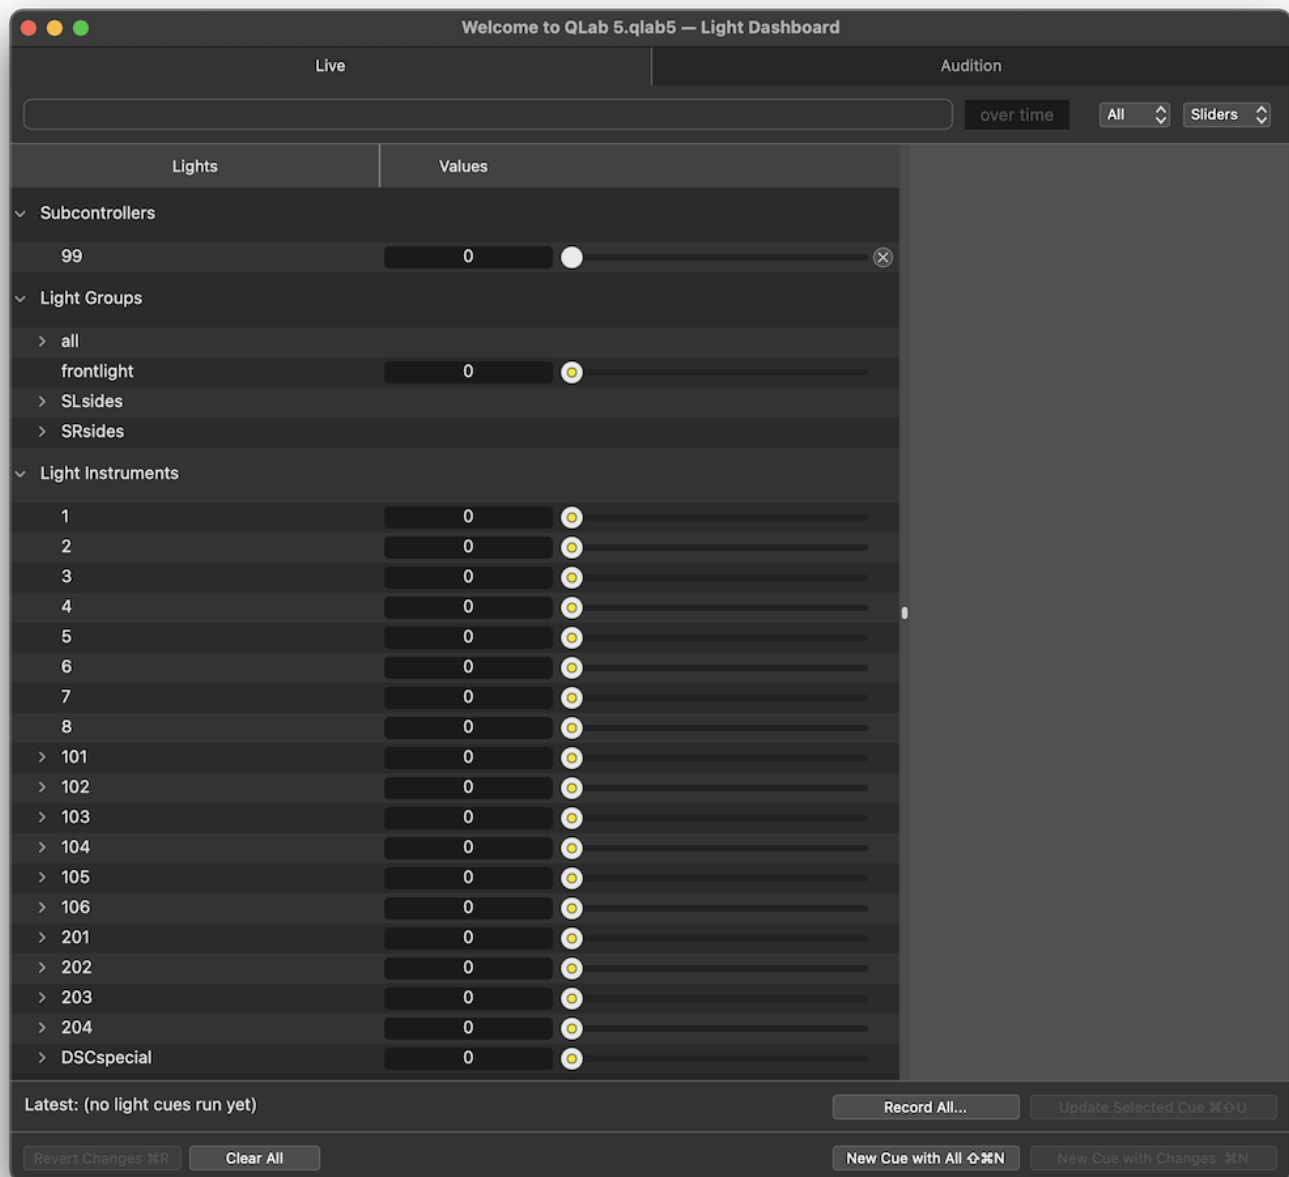 Welcome to QLab 5.qlab5 — Light Dashboard
Live Audition
over time All Sliders
Lights Values
Subcontrollers
99 0
Light Groups
all
frontlight 0
SLsides
SRsides
Light Instruments
1 0
2 0
3 0
4 0
5 0
6 0
7 0
8 0
101 0
102 0
103 0
104 0
105 0
106 0
201 0
202 0
203 0
204 0
DSCspecial 0
Latest: (no light cues run yet) Record All... Update Selected Cue ⌘⇧U
Revert Changes ⌘R Clear All New Cue with All ⇧⌘N New Cue with Changes ⌘N